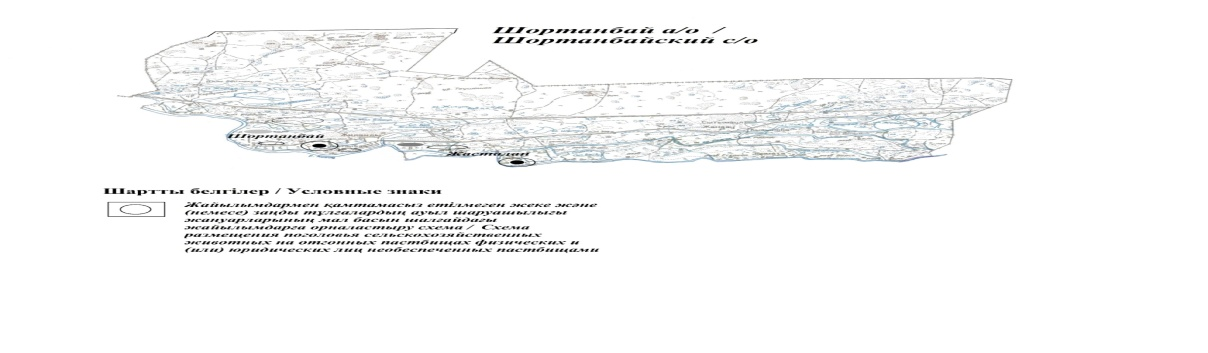 Шортанбай а/о /
Шортанбайский с/о
Шортанбай
Жасталап
Шартты белгілер / Условные знаки
Жайылымдармен қамтамасыз етілмеген жеке және
(немесе) заңды тұлғалардың ауыл шаруашылығы
жануарларының мал басын шалғайдағы
жайылымдарға орналастыру схема / Схема
размещения поголовья сельскохозяйственных
животных на отгонных пастбищах физических и
(или) юридических лиц необеспеченных пастбищами